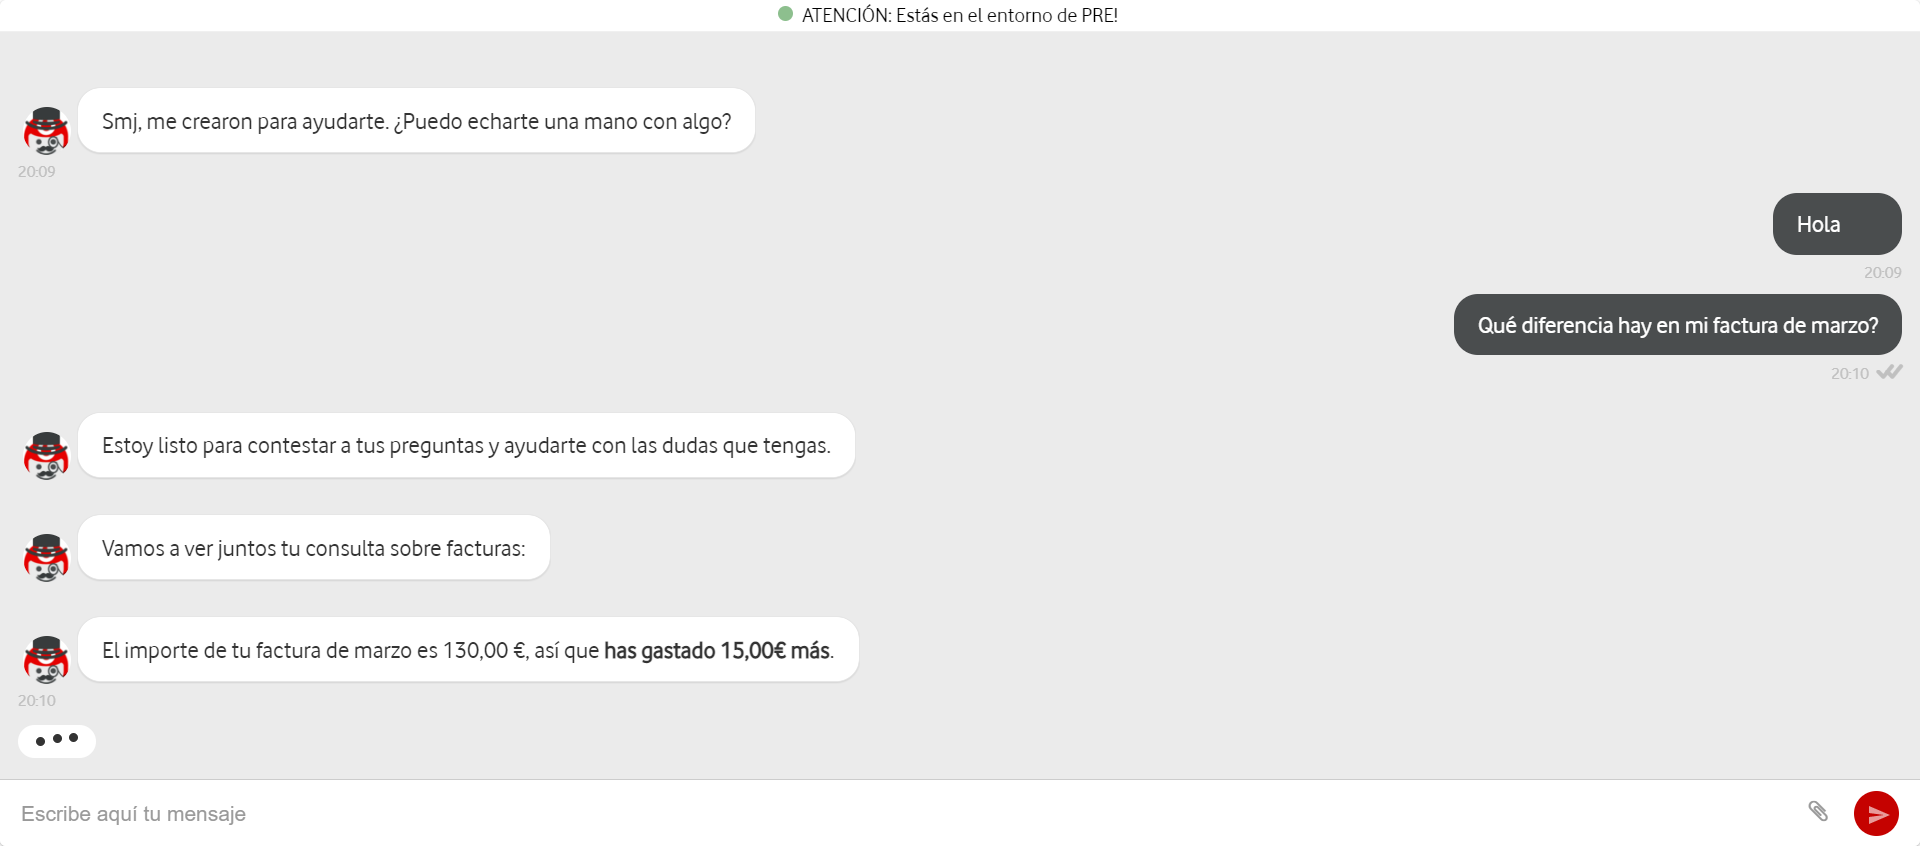 ATENCIÓN: Estás en el entorno de PRE!
Smj, me crearon para ayudarte. ¿Puedo echarte una mano con algo?
20:09
Hola
20:09
Qué diferencia hay en mi factura de marzo?
20:10
Estoy listo para contestar a tus preguntas y ayudarte con las dudas que tengas.
Vamos a ver juntos tu consulta sobre facturas:
El importe de tu factura de marzo es 130,00 €, así que has gastado 15,00€ más.
20:10
Escribe aquí tu mensaje